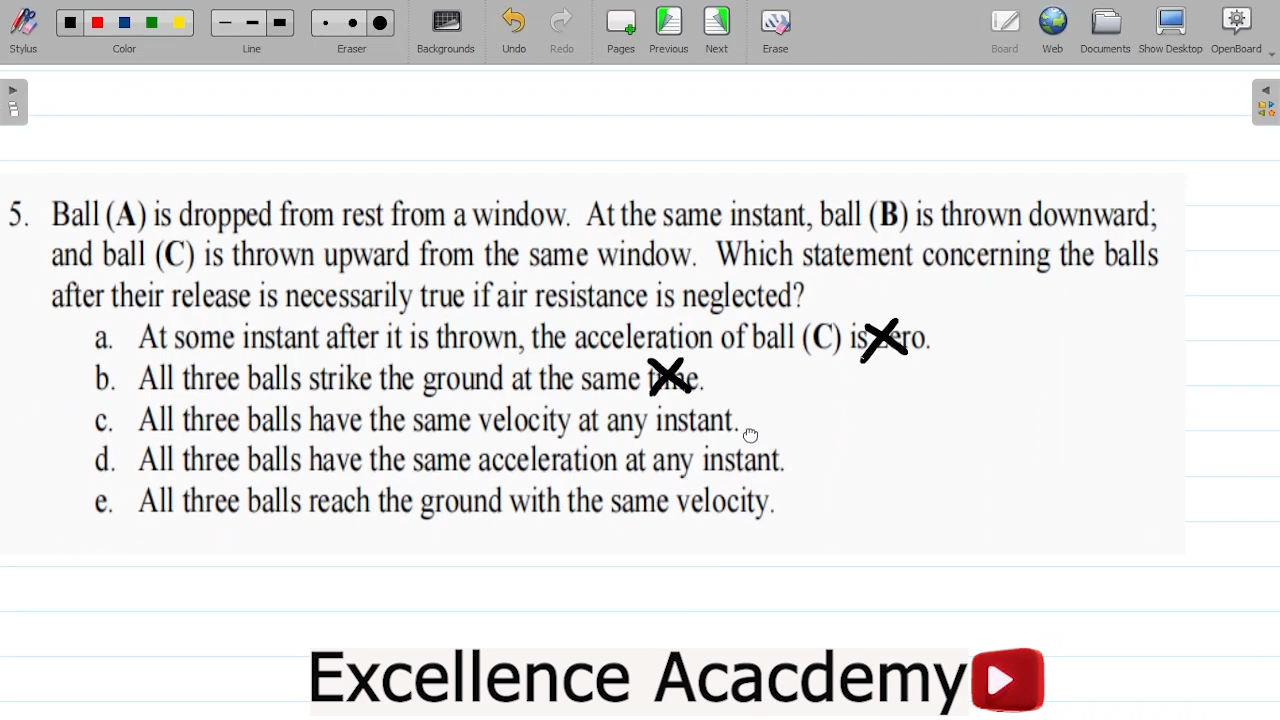 Stylus
Color
Line
Eraser
Backgrounds
Undo
Redo
Pages
Previous
Next
Erase
Board
Web
Documents
Show Desktop
OpenBoard
5. Ball (A) is dropped from rest from a window. At the same instant, ball (B) is thrown downward;
and ball (C) is thrown upward from the same window. Which statement concerning the balls
after their release is necessarily true if air resistance is neglected?
a. At some instant after it is thrown, the acceleration of ball (C) is zero.
b. All three balls strike the ground at the same time.
c. All three balls have the same velocity at any instant.
d. All three balls have the same acceleration at any instant.
e. All three balls reach the ground with the same velocity.
Excellence Acacdemy